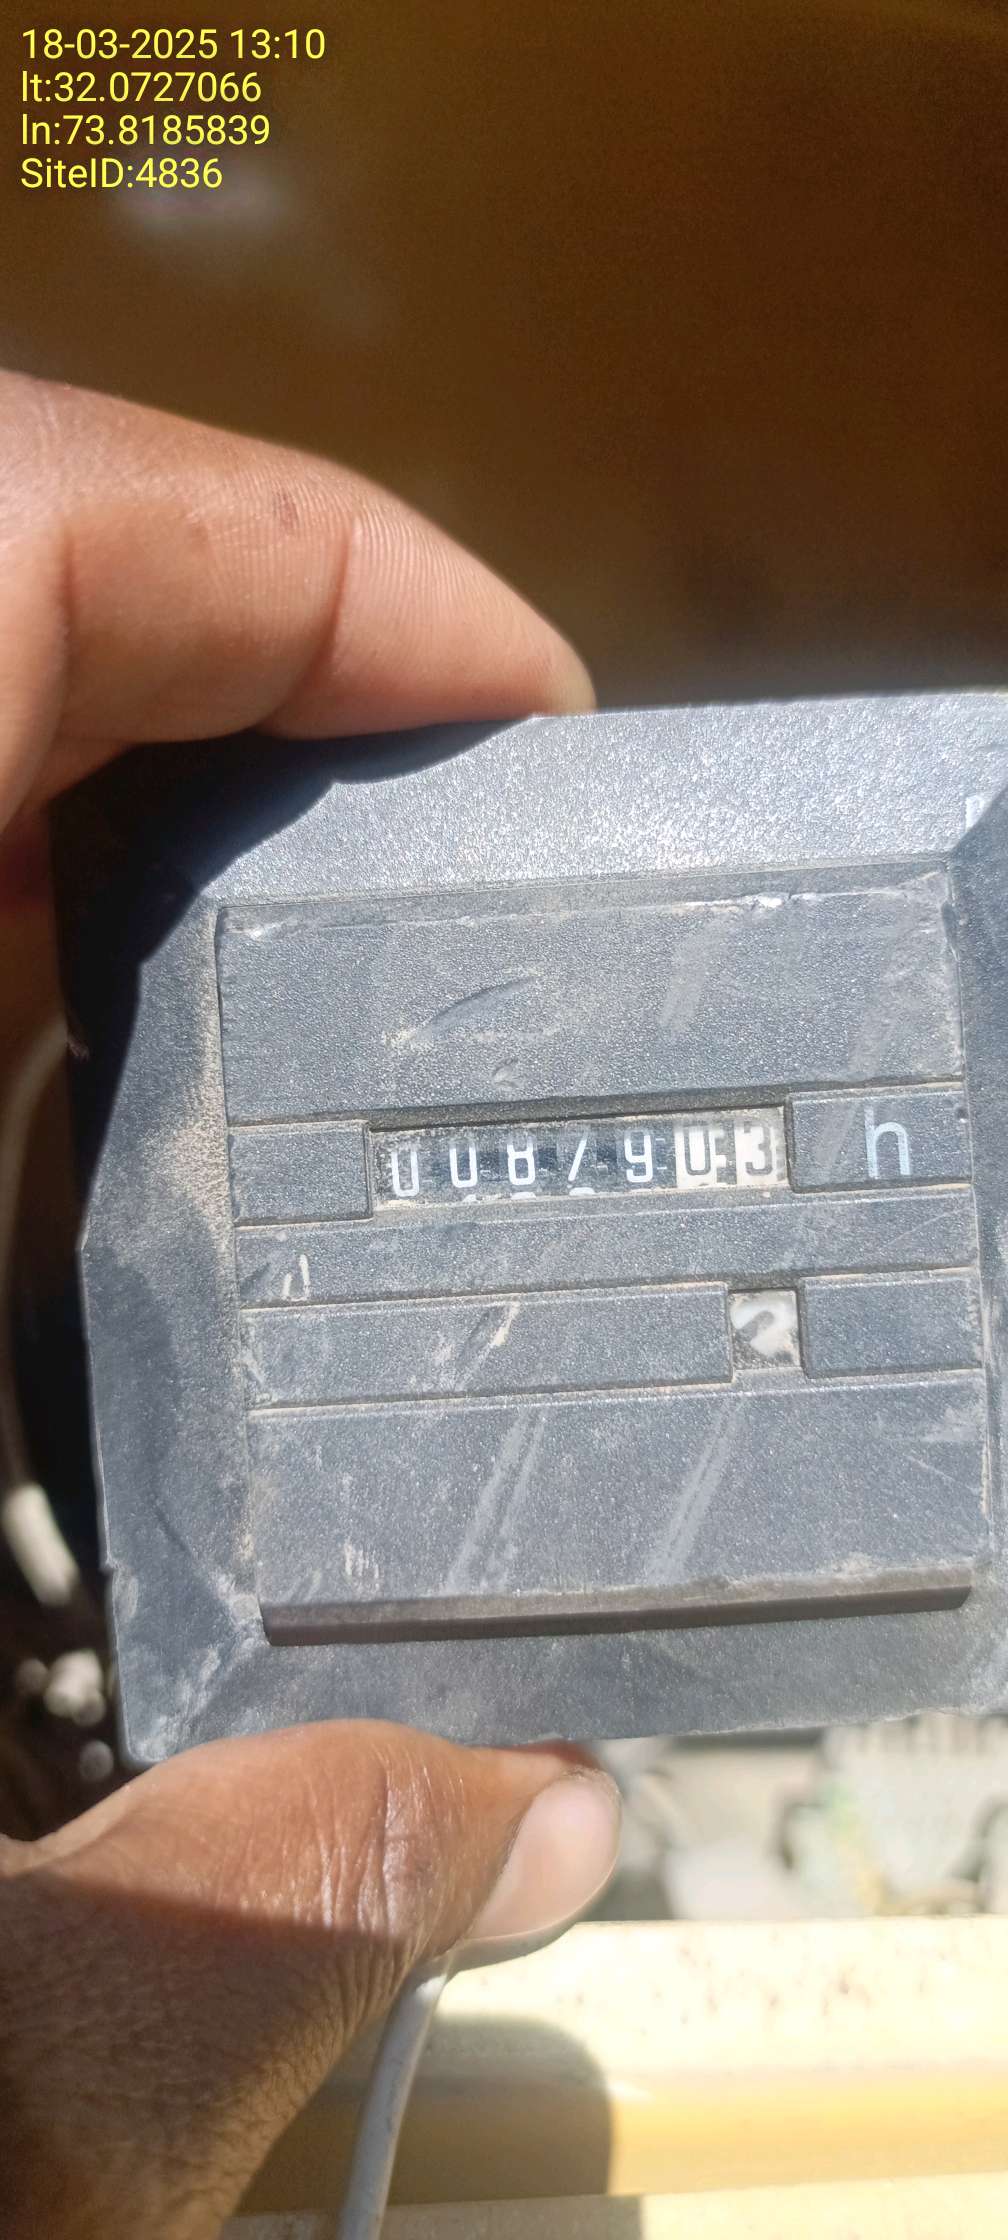 18-03-2025 13:10
lt:32.0727066
ln:73.8185839
SiteID:4836
0087903 h